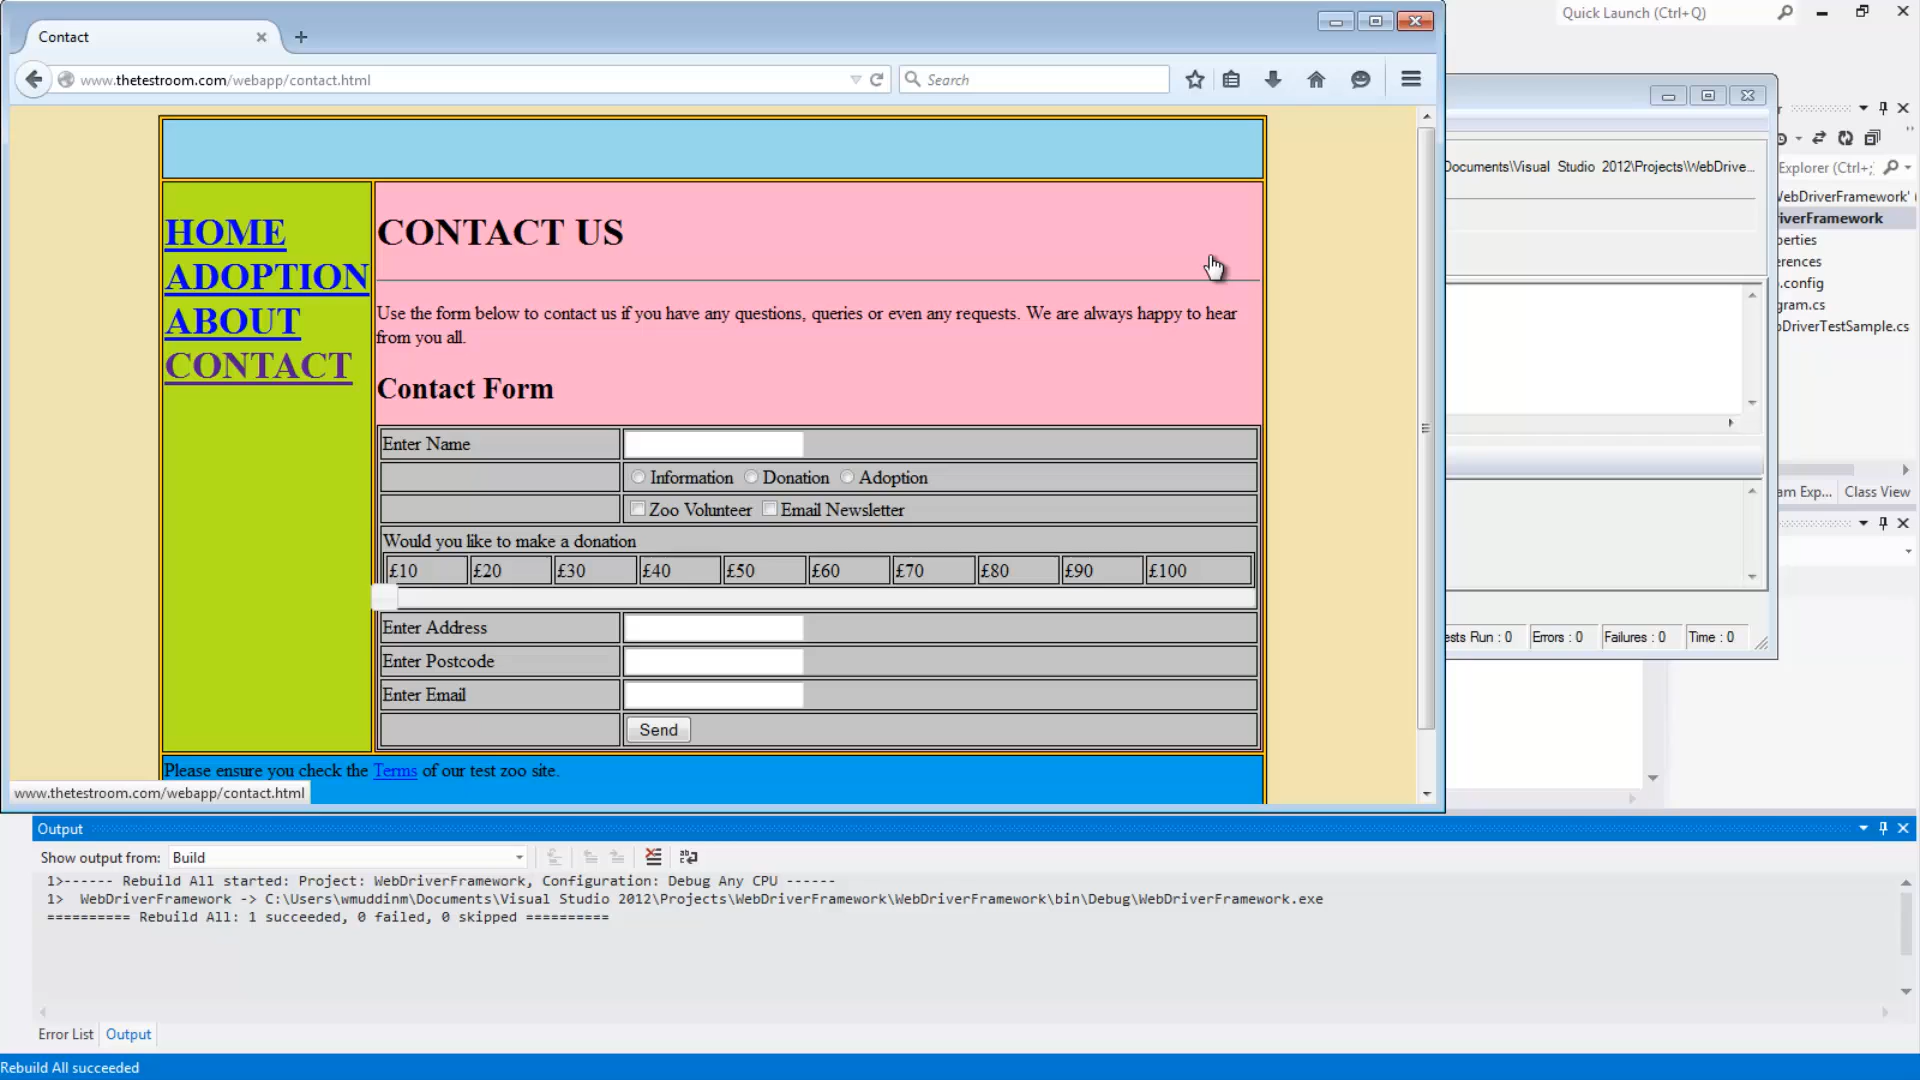 Quick Launch (Ctrl+Q)
Contact
www.thetestroom.com/webapp/contact.html
Search
HOME
ADOPTION
ABOUT
CONTACT
CONTACT US
Use the form below to contact us if you have any questions, queries or even any requests. We are always happy to hear
from you all.
Contact Form
Enter Name
Information Donation Adoption
Zoo Volunteer Email Newsletter
Would you like to make a donation
£10 £20 £30 £40 £50 £60 £70 £80 £90 £100
Enter Address
Enter Postcode
Enter Email
Send
Please ensure you check the Terms of our test zoo site.
www.thetestroom.com/webapp/contact.html
Documents\Visual Studio 2012\Projects\WebDrive...
ests Run : 0 Errors : 0 Failures : 0 Time : 0
Explorer (Ctrl+;
WebDriverFramework' (
iverFramework
perties
erences
.config
gram.cs
bDriverTestSample.cs
am Exp... Class View
Output
Show output from: Build
1>------ Rebuild All started: Project: WebDriverFramework, Configuration: Debug Any CPU ------
1>  WebDriverFramework -> C:\Users\wmuddinm\Documents\Visual Studio 2012\Projects\WebDriverFramework\WebDriverFramework\bin\Debug\WebDriverFramework.exe
========== Rebuild All: 1 succeeded, 0 failed, 0 skipped ==========
Error List Output
Rebuild All succeeded